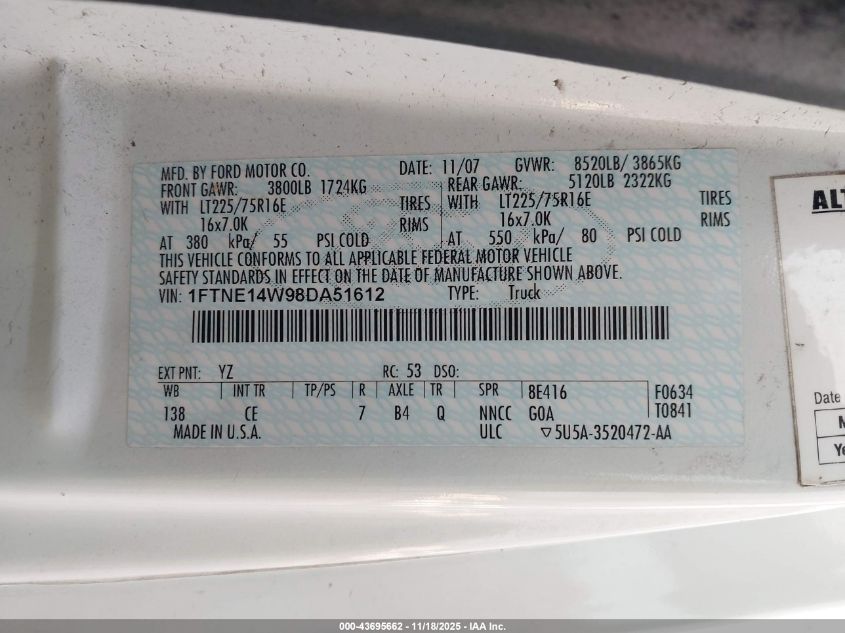 MFD. BY FORD MOTOR CO. DATE: 11/07 GVWR: 8520LB/ 3865KG
FRONT GAWR: 3800LB 1724KG REAR GAWR: 5120LB 2322KG
WITH LT225/75R16E TIRES WITH LT225/75R16E TIRES
16x7.0K RIMS 16x7.0K RIMS
AT 380 kPa/ 55 PSI COLD AT 550 kPa/ 80 PSI COLD
THIS VEHICLE CONFORMS TO ALL APPLICABLE FEDERAL MOTOR VEHICLE
SAFETY STANDARDS IN EFFECT ON THE DATE OF MANUFACTURE SHOWN ABOVE.
VIN: 1FTNE14W98DA51612 TYPE: Truck
EXT PNT: YZ RC: 53 DSO:
WB INT TR TP/PS R AXLE TR SPR 8E416 F0634
138 CE 7 B4 Q NNCC G0A T0841
MADE IN U.S.A. ULC ▽5U5A-3520472-AA
Date
000-43695662 - 11/18/2025 - IAA Inc.